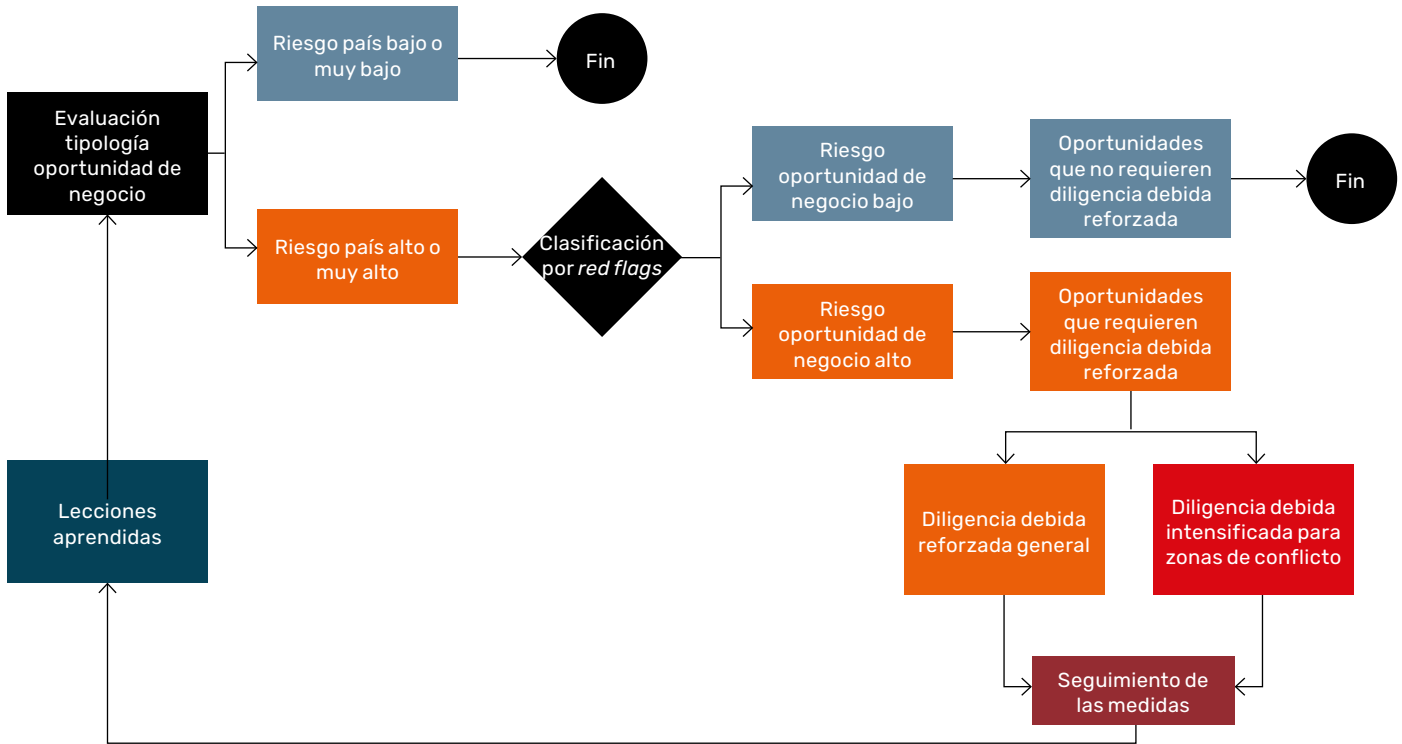 Riesgo país bajo o
muy bajo
Fin
Evaluación
tipología
oportunidad de
negocio
Riesgo país alto o
muy alto
Clasificación
por red flags
Riesgo
oportunidad de
negocio bajo
Oportunidades
que no requieren
diligencia debida
reforzada
Fin
Riesgo
oportunidad de
negocio alto
Oportunidades
que requieren
diligencia debida
reforzada
Diligencia debida
reforzada general
Diligencia debida
intensificada para
zonas de conflicto
Seguimiento de
las medidas
Lecciones
aprendidas